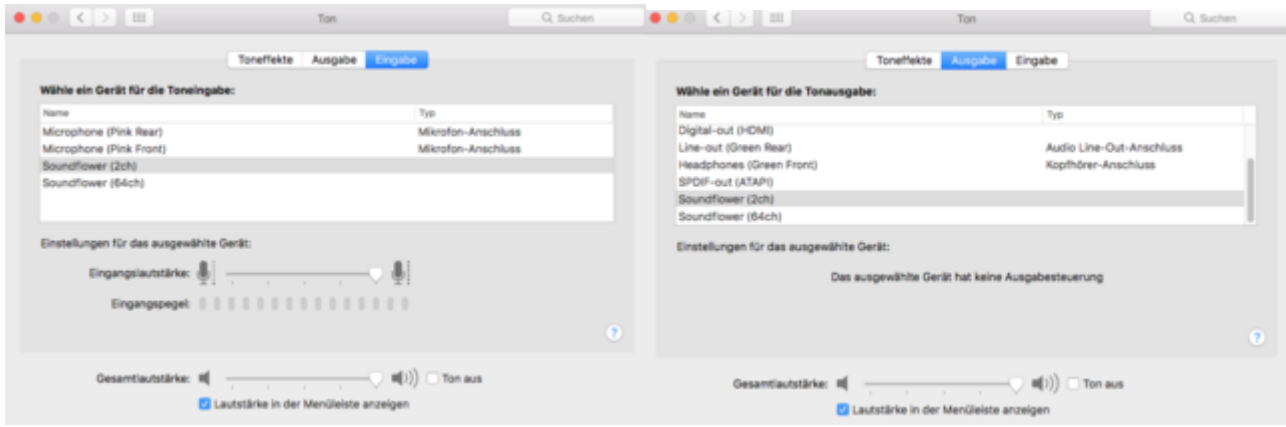 Ton
Suchen
Toneffekte Ausgabe Eingabe
Wähle ein Gerät für die Toneingabe:
Name Typ
Microphone (Pink Rear) Mikrofon-Anschluss
Microphone (Pink Front) Mikrofon-Anschluss
Soundflower (2ch)
Soundflower (64ch)
Einstellungen für das ausgewählte Gerät:
Eingangslautstärke:
Eingangspegel:
?
Gesamtlautstärke: Ton aus
Lautstärke in der Menüleiste anzeigen
Ton
Suchen
Toneffekte Ausgabe Eingabe
Wähle ein Gerät für die Tonausgabe:
Name Typ
Digital-out (HDMI)
Line-out (Green Rear) Audio Line-Out-Anschluss
Headphones (Green Front) Kopfhörer-Anschluss
SPDIF-out (ATAPI)
Soundflower (2ch)
Soundflower (64ch)
Einstellungen für das ausgewählte Gerät:
Das ausgewählte Gerät hat keine Ausgabesteuerung
?
Gesamtlautstärke: Ton aus
Lautstärke in der Menüleiste anzeigen